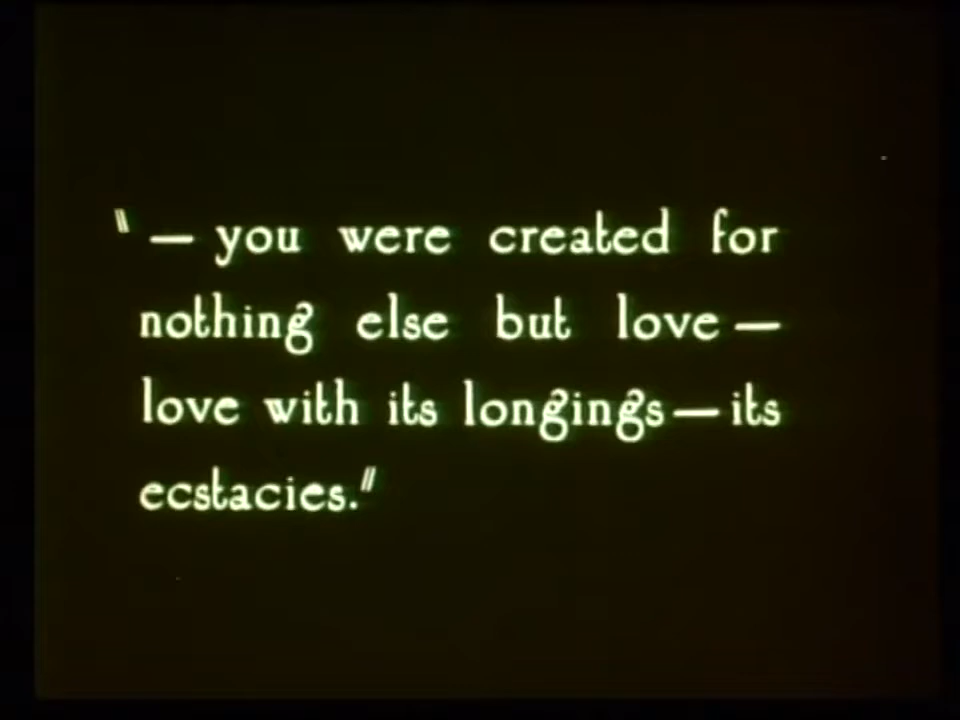 "— you were created for
nothing else but love —
love with its longings — its
ecstacies."